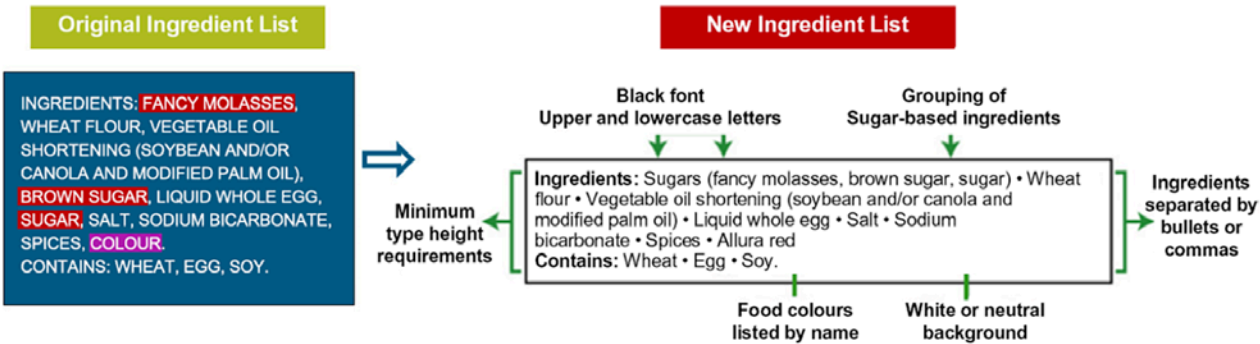 Original Ingredient List
New Ingredient List
INGREDIENTS: FANCY MOLASSES,
WHEAT FLOUR, VEGETABLE OIL
SHORTENING (SOYBEAN AND/OR
CANOLA AND MODIFIED PALM OIL),
BROWN SUGAR, LIQUID WHOLE EGG,
SUGAR, SALT, SODIUM BICARBONATE,
SPICES, COLOUR.
CONTAINS: WHEAT, EGG, SOY.
Black font
Upper and lowercase letters
Grouping of
Sugar-based ingredients
Minimum
type height
requirements
Ingredients: Sugars (fancy molasses, brown sugar, sugar) • Wheat
flour • Vegetable oil shortening (soybean and/or canola and
modified palm oil) • Liquid whole egg • Salt • Sodium
bicarbonate • Spices • Allura red
Contains: Wheat • Egg • Soy.
Ingredients
separated by
bullets or
commas
Food colours
listed by name
White or neutral
background